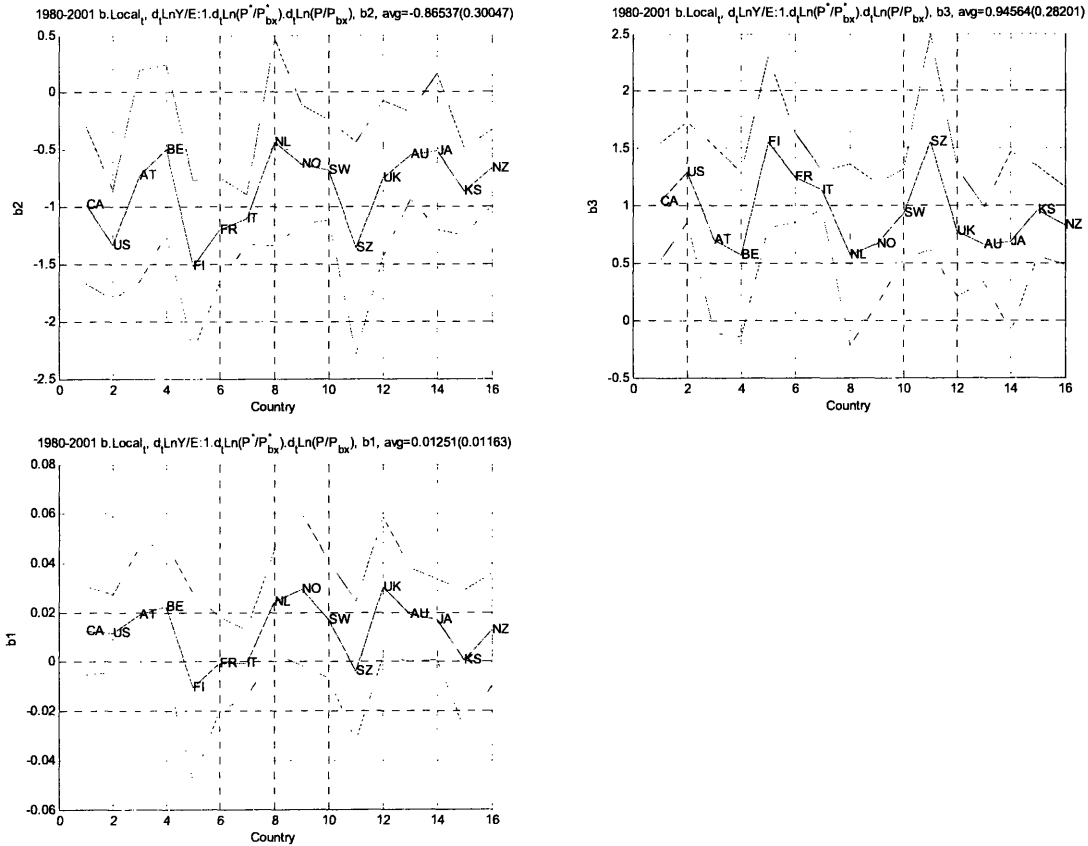 1980-2001 b.Local_t, d_tLnY/E:1.d_tLn(P^*/P^*_bx).d_tLn(P/P_bx), b2, avg=-0.86537(0.30047)
0.5
0
-0.5
-1
-1.5
-2
-2.5
b2
CA
US
AT
BE
FI
FR
IT
NL
NO
SW
SZ
UK
AU
JA
KS
NZ
0 2 4 6 8 10 12 14 16
Country
1980-2001 b.Local_t, d_tLnY/E:1.d_tLn(P^*/P^*_bx).d_tLn(P/P_bx), b3, avg=0.94564(0.28201)
2.5
2
1.5
1
0.5
0
-0.5
b3
CA
US
AT
BE
FI
FR
IT
NL
NO
SW
SZ
UK
AU
JA
KS
NZ
0 2 4 6 8 10 12 14 16
Country
1980-2001 b.Local_t, d_tLnY/E:1.d_tLn(P^*/P^*_bx).d_tLn(P/P_bx), b1, avg=0.01251(0.01163)
0.08
0.06
0.04
0.02
0
-0.02
-0.04
-0.06
b1
CA
US
AT
BE
FI
FR
IT
NL
NO
SW
SZ
UK
AU
JA
KS
NZ
0 2 4 6 8 10 12 14 16
Country